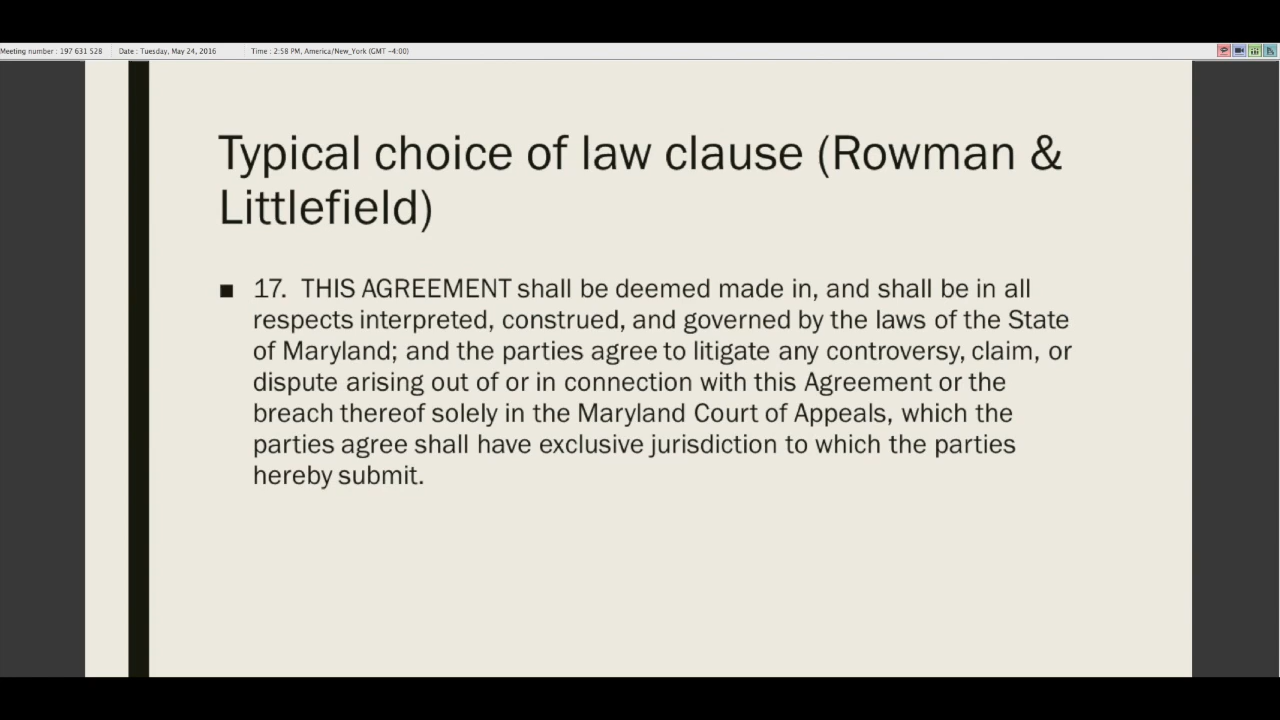 Meeting number : 197 631 528 Date : Tuesday, May 24, 2016 Time : 2:58 PM, America/New_York (GMT -4:00)
Typical choice of law clause (Rowman &
Littlefield)
■ 17. THIS AGREEMENT shall be deemed made in, and shall be in all
respects interpreted, construed, and governed by the laws of the State
of Maryland; and the parties agree to litigate any controversy, claim, or
dispute arising out of or in connection with this Agreement or the
breach thereof solely in the Maryland Court of Appeals, which the
parties agree shall have exclusive jurisdiction to which the parties
hereby submit.